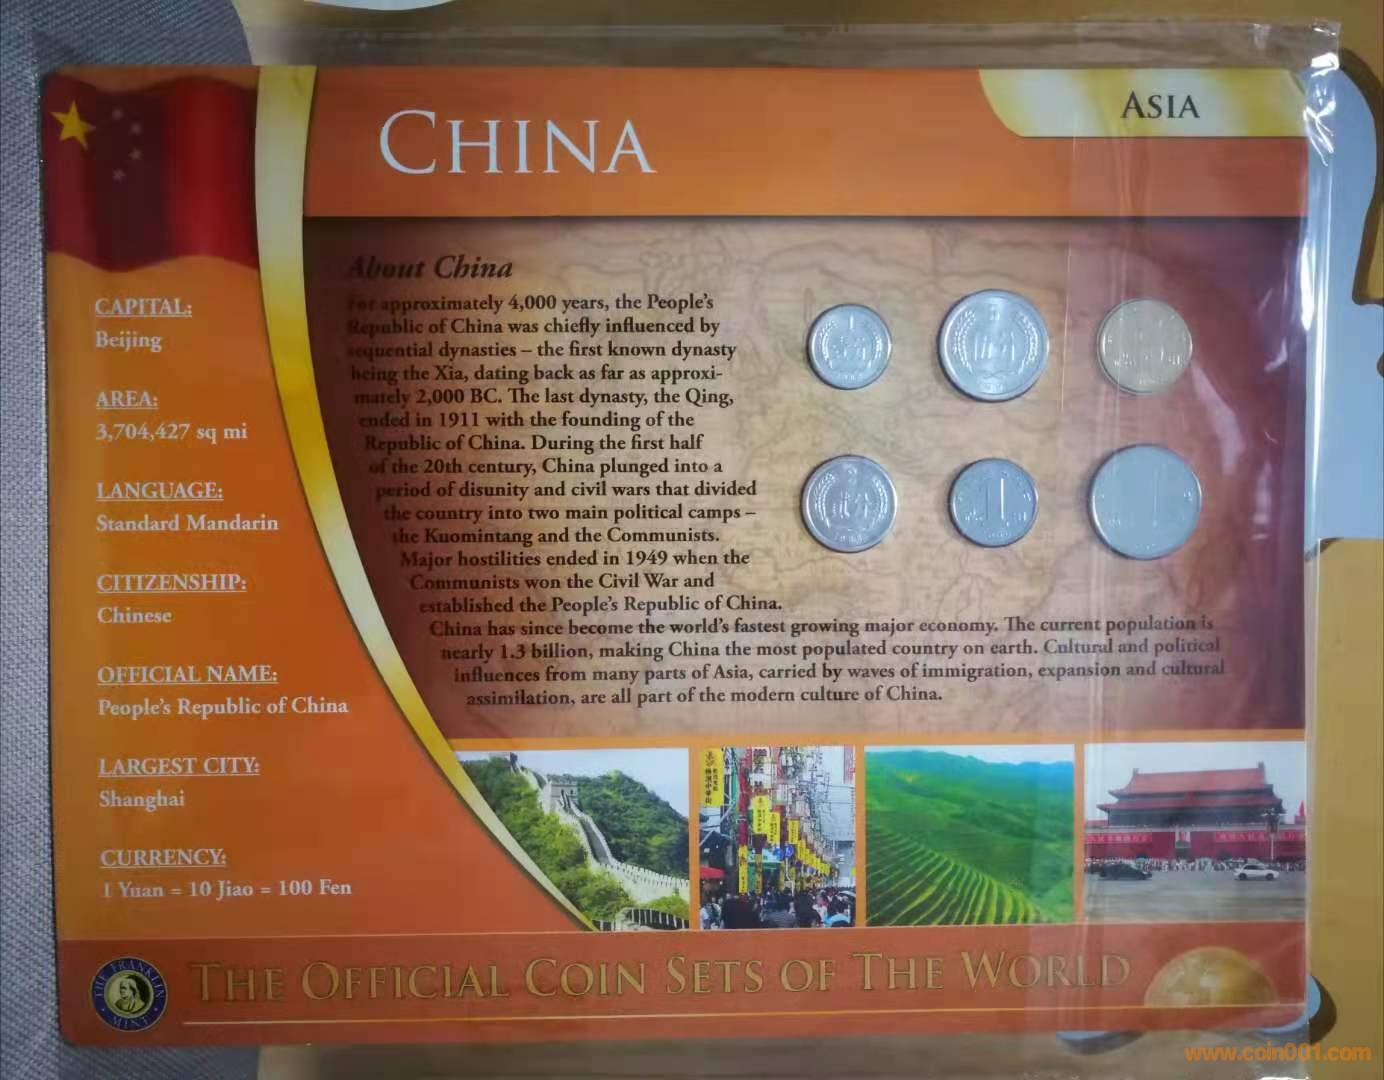 CHINA
ASIA
CAPITAL:
Beijing
AREA:
3,704,427 sq mi
LANGUAGE:
Standard Mandarin
CITIZENSHIP:
Chinese
OFFICIAL NAME:
People's Republic of China
LARGEST CITY:
Shanghai
CURRENCY:
1 Yuan = 10 Jiao = 100 Fen
About China
For approximately 4,000 years, the People's
Republic of China was chiefly influenced by
sequential dynasties – the first known dynasty
being the Xia, dating back as far as approxi-
mately 2,000 BC. The last dynasty, the Qing,
ended in 1911 with the founding of the
Republic of China. During the first half
of the 20th century, China plunged into a
period of disunity and civil wars that divided
the country into two main political camps –
the Kuomintang and the Communists.
Major hostilities ended in 1949 when the
Communists won the Civil War and
established the People's Republic of China.
China has since become the world's fastest growing major economy. The current population is
nearly 1.3 billion, making China the most populated country on earth. Cultural and political
influences from many parts of Asia, carried by waves of immigration, expansion and cultural
assimilation, are all part of the modern culture of China.
贰分
1
THE FRANKLIN
MINT
THE OFFICIAL COIN SETS OF THE WORLD
www.coin001.com